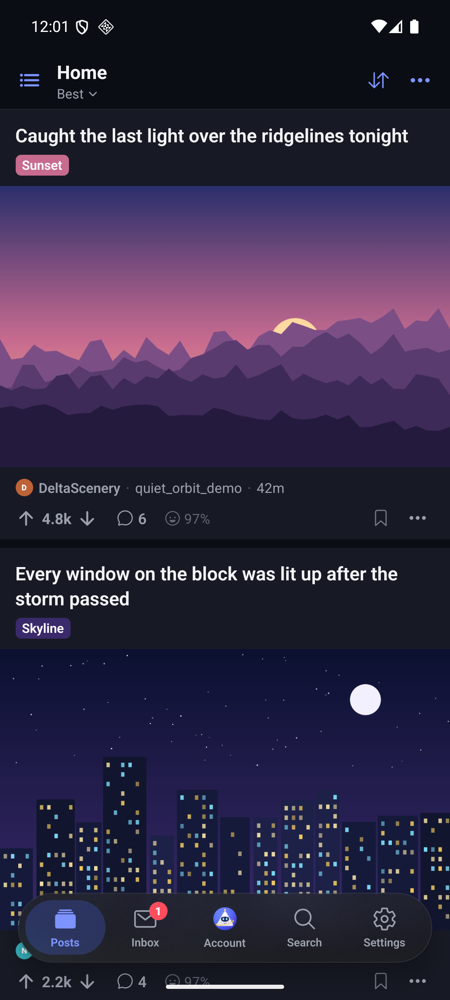 12:01
Home
Best
Caught the last light over the ridgelines tonight
Sunset
D DeltaScenery · quiet_orbit_demo · 42m
4.8k 6 97%
Every window on the block was lit up after the
storm passed
Skyline
1
Posts Inbox Account Search Settings
2.2k 4 97%